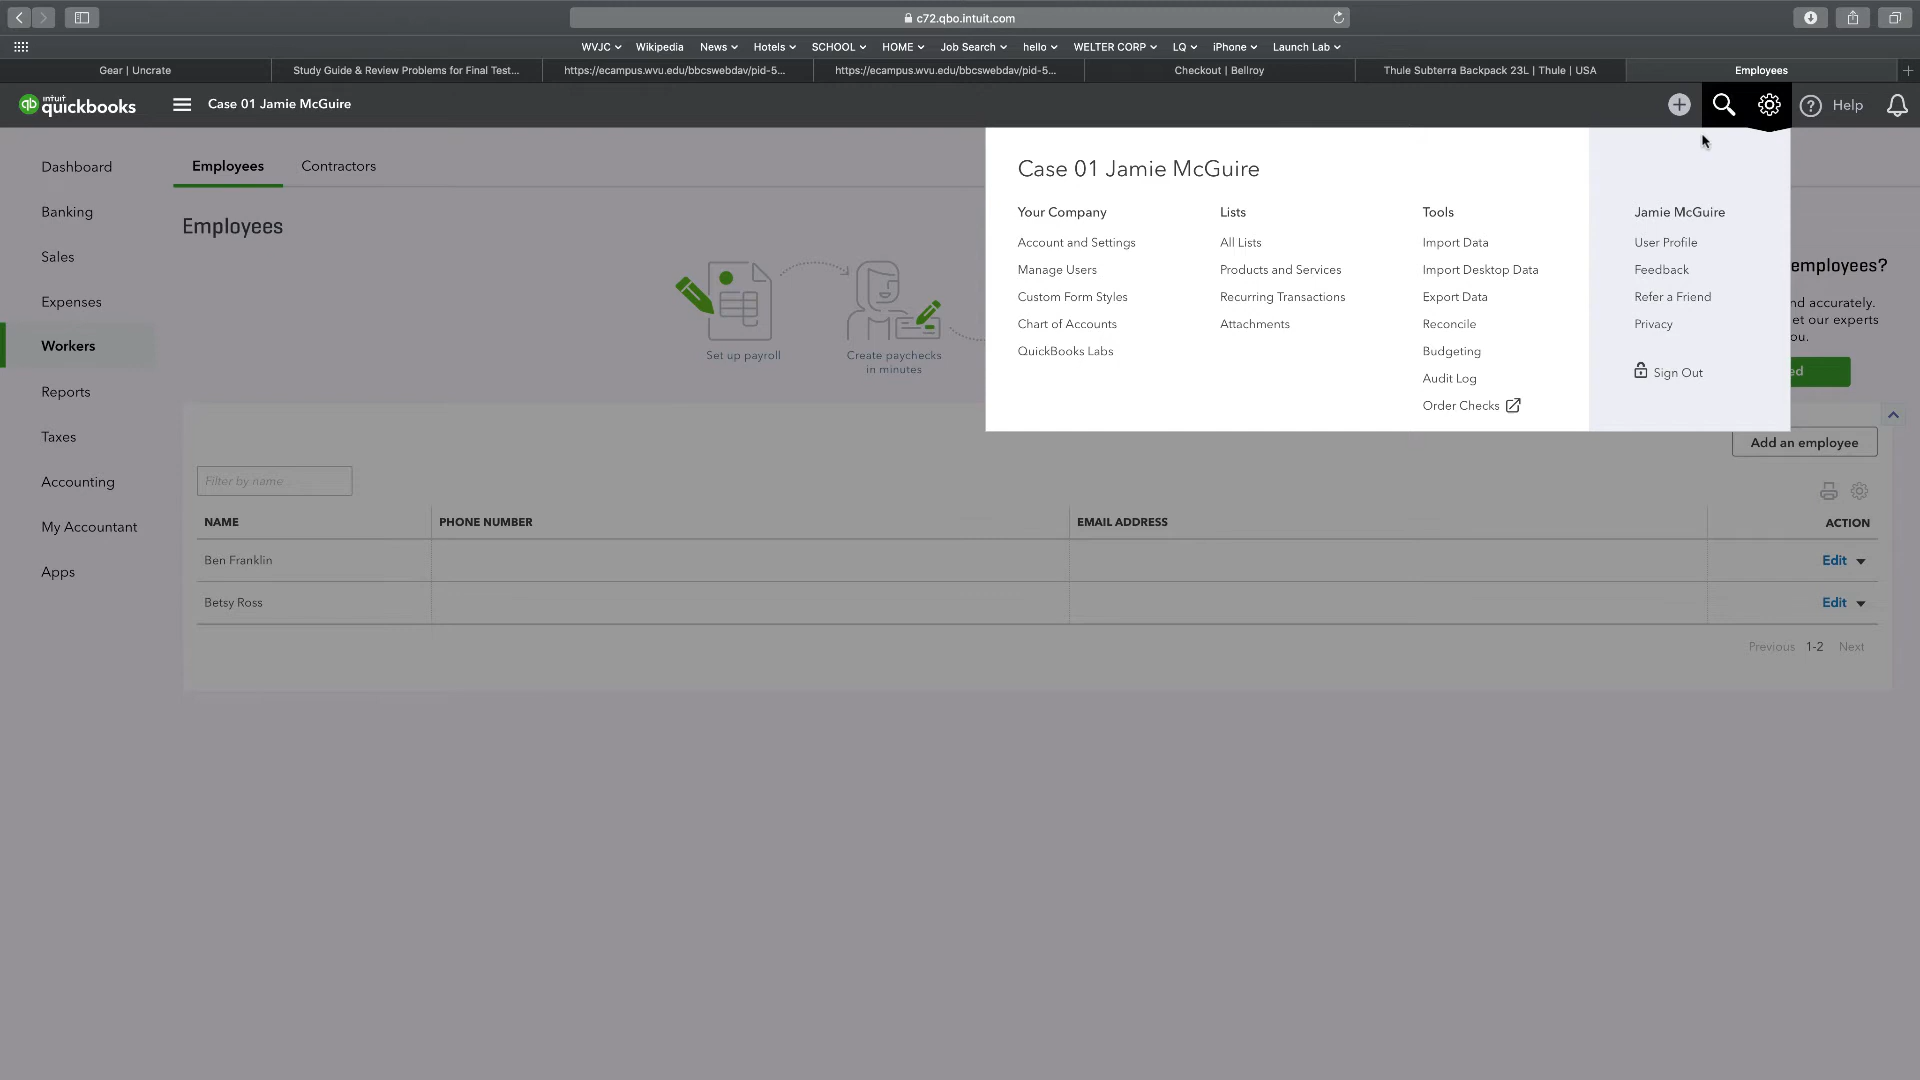 c72.qbo.intuit.com
WVJC
Wikipedia
News
Hotels
SCHOOL
HOME
Job Search
hello
WELTER CORP
LQ
iPhone
Launch Lab
Gear | Uncrate
Study Guide & Review Problems for Final Test...
https://ecampus.wvu.edu/bbcswebdav/pid-5...
https://ecampus.wvu.edu/bbcswebdav/pid-5...
Checkout | Bellroy
Thule Subterra Backpack 23L | Thule | USA
Employees
qb intuit quickbooks
Case 01 Jamie McGuire
Help
Dashboard
Banking
Sales
Expenses
Workers
Reports
Taxes
Accounting
My Accountant
Apps
Employees
Contractors
Employees
Set up payroll
Create paychecks
in minutes
Case 01 Jamie McGuire
Your Company
Account and Settings
Manage Users
Custom Form Styles
Chart of Accounts
QuickBooks Labs
Lists
All Lists
Products and Services
Recurring Transactions
Attachments
Tools
Import Data
Import Desktop Data
Export Data
Reconcile
Budgeting
Audit Log
Order Checks
Jamie McGuire
User Profile
Feedback
Refer a Friend
Privacy
Sign Out
employees?
nd accurately.
et our experts
ou.
ed
Add an employee
Filter by name
NAME
PHONE NUMBER
EMAIL ADDRESS
ACTION
Ben Franklin
Edit
Betsy Ross
Edit
Previous 1-2 Next